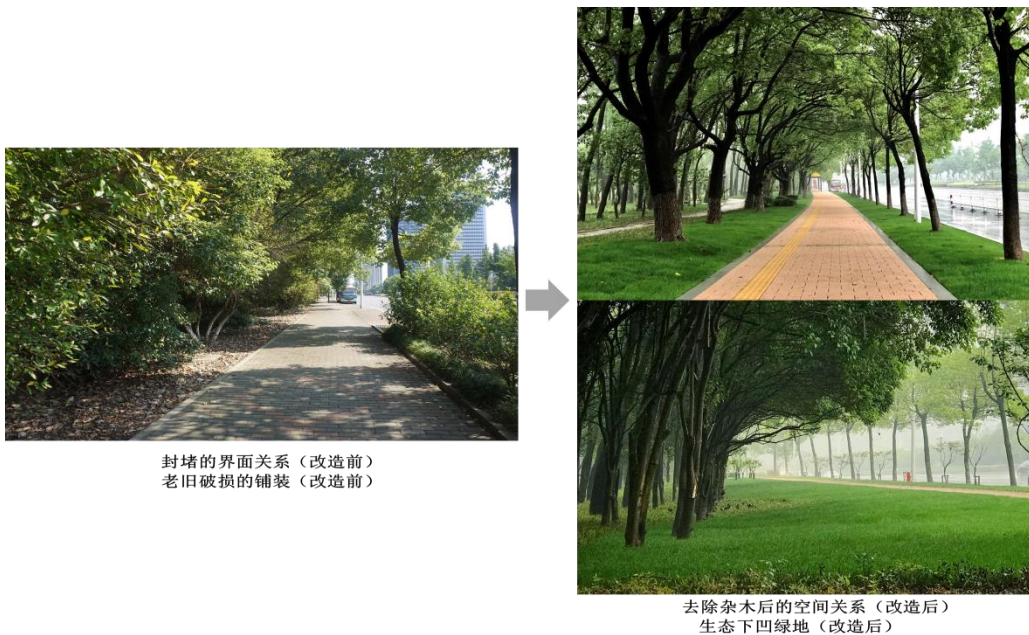 封堵的界面关系（改造前）
老旧破损的铺装（改造前）
去除杂木后的空间关系（改造后）
生态下凹绿地（改造后）